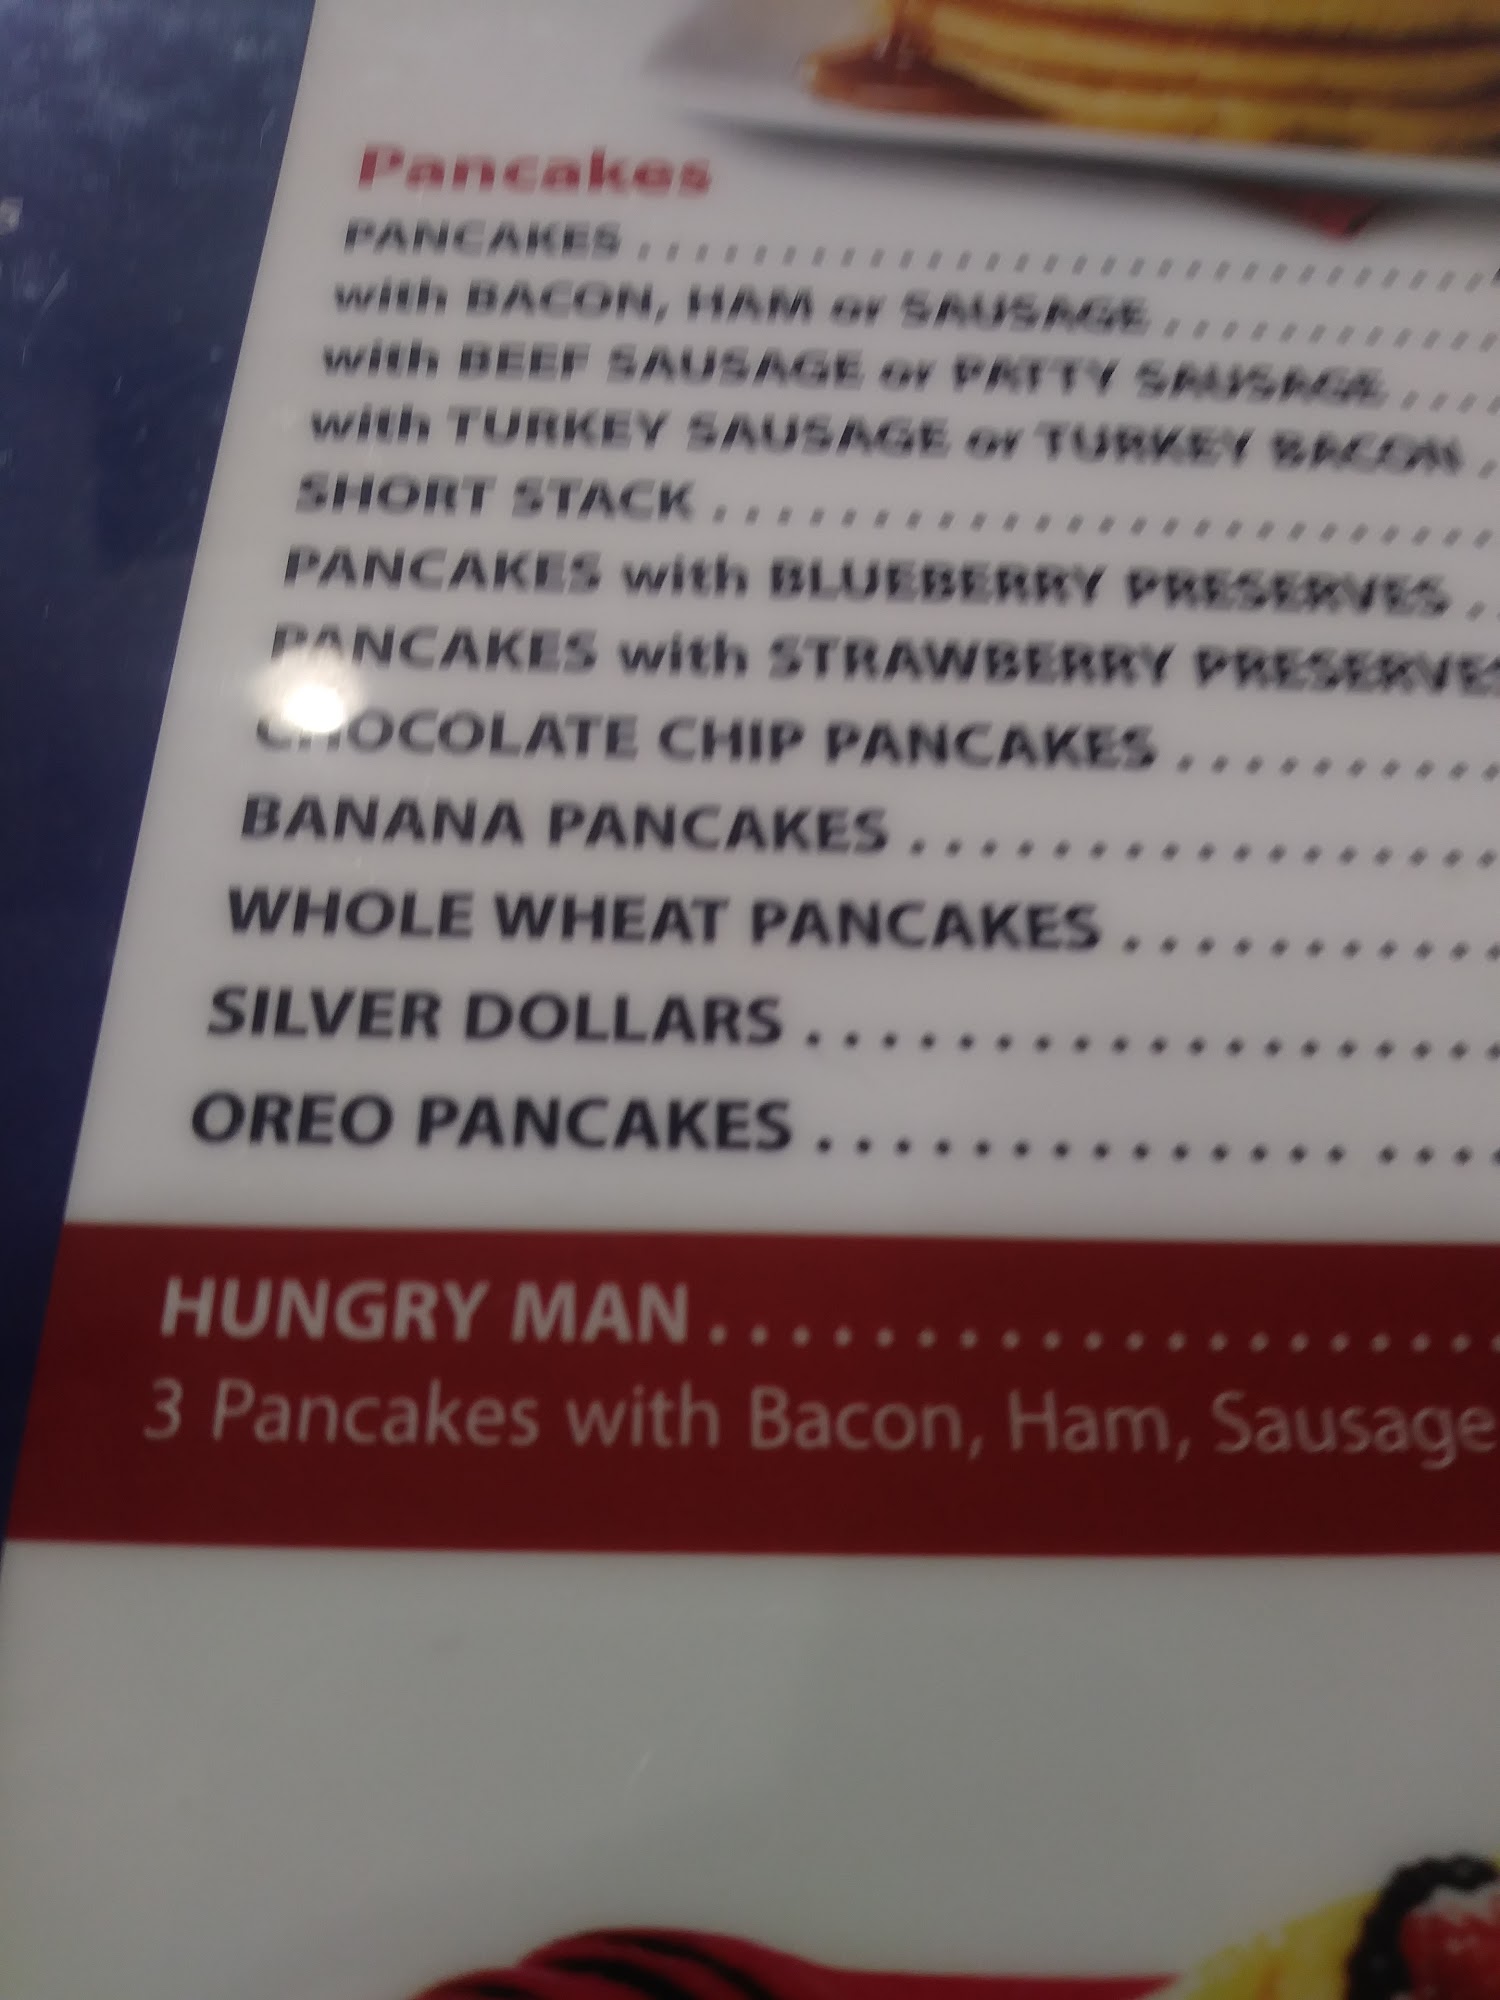 Pancakes
PANCAKES
with BACON, HAM or SAUSAGE
with BEEF SAUSAGE or PATTY SAUSAGE
with TURKEY SAUSAGE or TURKEY BACON
SHORT STACK
PANCAKES with BLUEBERRY PRESERVES
PANCAKES with STRAWBERRY PRESERVES
CHOCOLATE CHIP PANCAKES
BANANA PANCAKES
WHOLE WHEAT PANCAKES
SILVER DOLLARS
OREO PANCAKES
HUNGRY MAN
3 Pancakes with Bacon, Ham, Sausage